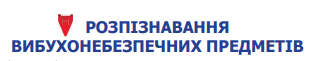 РОЗПІЗНАВАННЯ
ВИБУХОНЕБЕЗПЕЧНИХ ПРЕДМЕТІВ